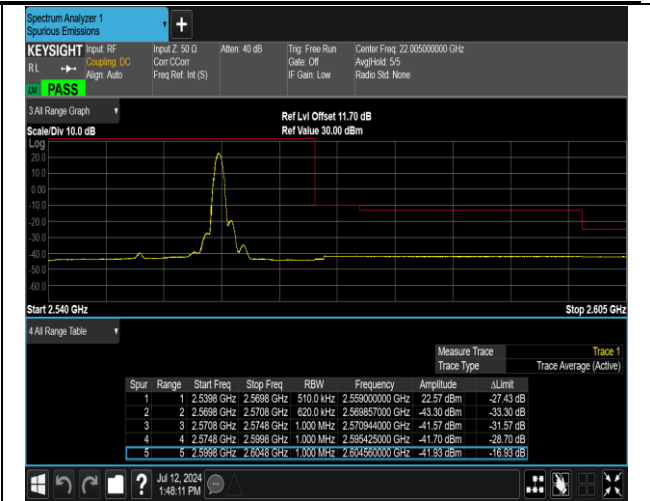 Spectrum Analyzer 1
Spurious Emissions
+
KEYSIGHT Input: RF Input Z: 50 Ω Atten: 40 dB Trig: Free Run Center Freq: 22.005000000 GHz
RL Coupling: DC Corr CCorr Gate: Off Avg|Hold: 5/5
Align: Auto Freq Ref: Int (S) IF Gain: Low Radio Std: None
PASS
3 All Range Graph
Ref Lvl Offset 11.70 dB
Scale/Div 10.0 dB Ref Value 30.00 dBm
Log
20.0
10.0
0.00
-10.0
-20.0
-30.0
-40.0
-50.0
-60.0
Start 2.540 GHz Stop 2.605 GHz
4 All Range Table
Measure Trace Trace 1
Trace Type Trace Average (Active)
Spur Range Start Freq Stop Freq RBW Frequency Amplitude ΔLimit
1 1 2.5398 GHz 2.5698 GHz 510.0 kHz 2.559000000 GHz 22.57 dBm -27.43 dB
2 2 2.5698 GHz 2.5708 GHz 620.0 kHz 2.569857000 GHz -43.30 dBm -33.30 dB
3 3 2.5708 GHz 2.5748 GHz 1.000 MHz 2.570944000 GHz -41.57 dBm -31.57 dB
4 4 2.5748 GHz 2.5998 GHz 1.000 MHz 2.595425000 GHz -41.70 dBm -28.70 dB
5 5 2.5998 GHz 2.6048 GHz 1.000 MHz 2.604560000 GHz -41.93 dBm -16.93 dB
? Jul 12, 2024
1:48:11 PM